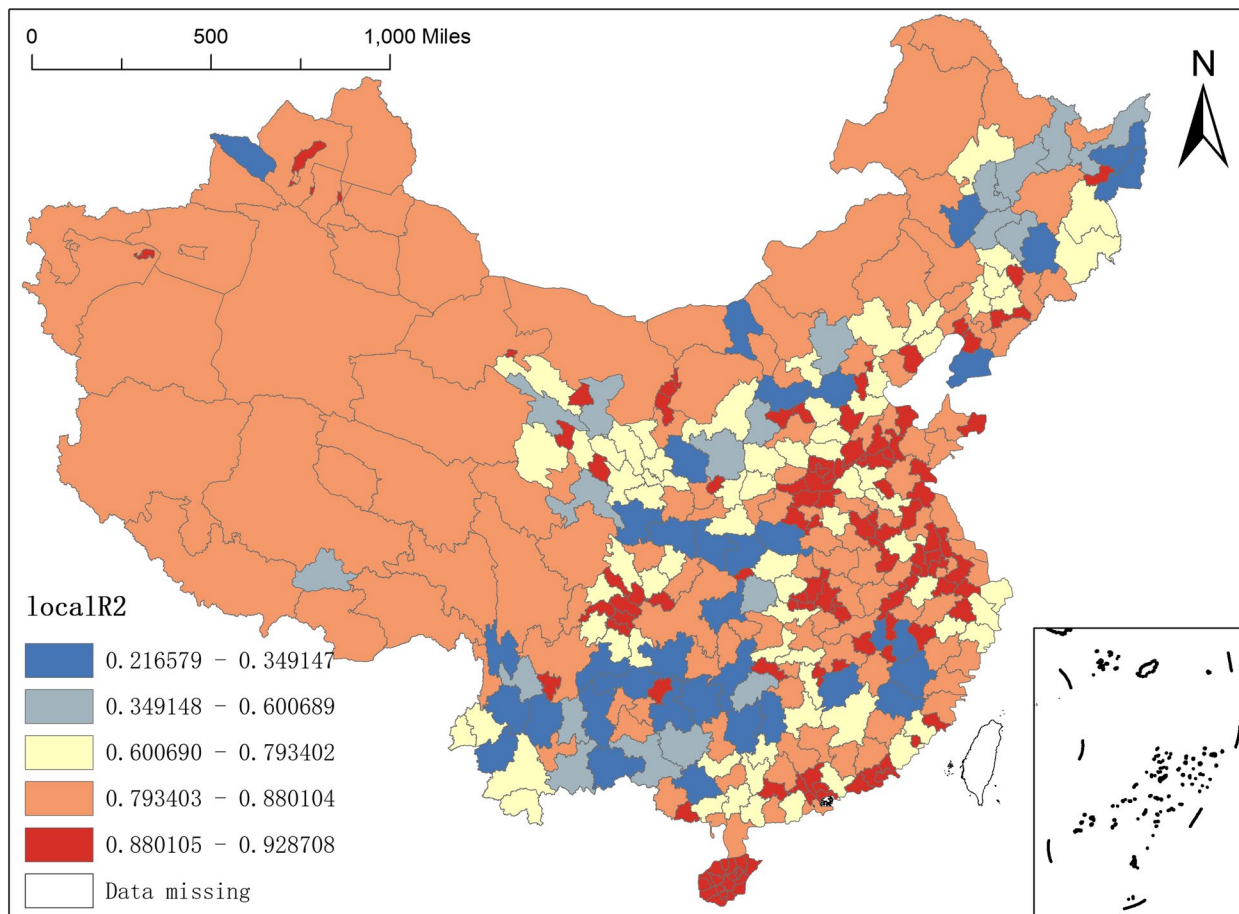 0 500 1,000 Miles
N
localR2
0.216579 - 0.349147
0.349148 - 0.600689
0.600690 - 0.793402
0.793403 - 0.880104
0.880105 - 0.928708
Data missing